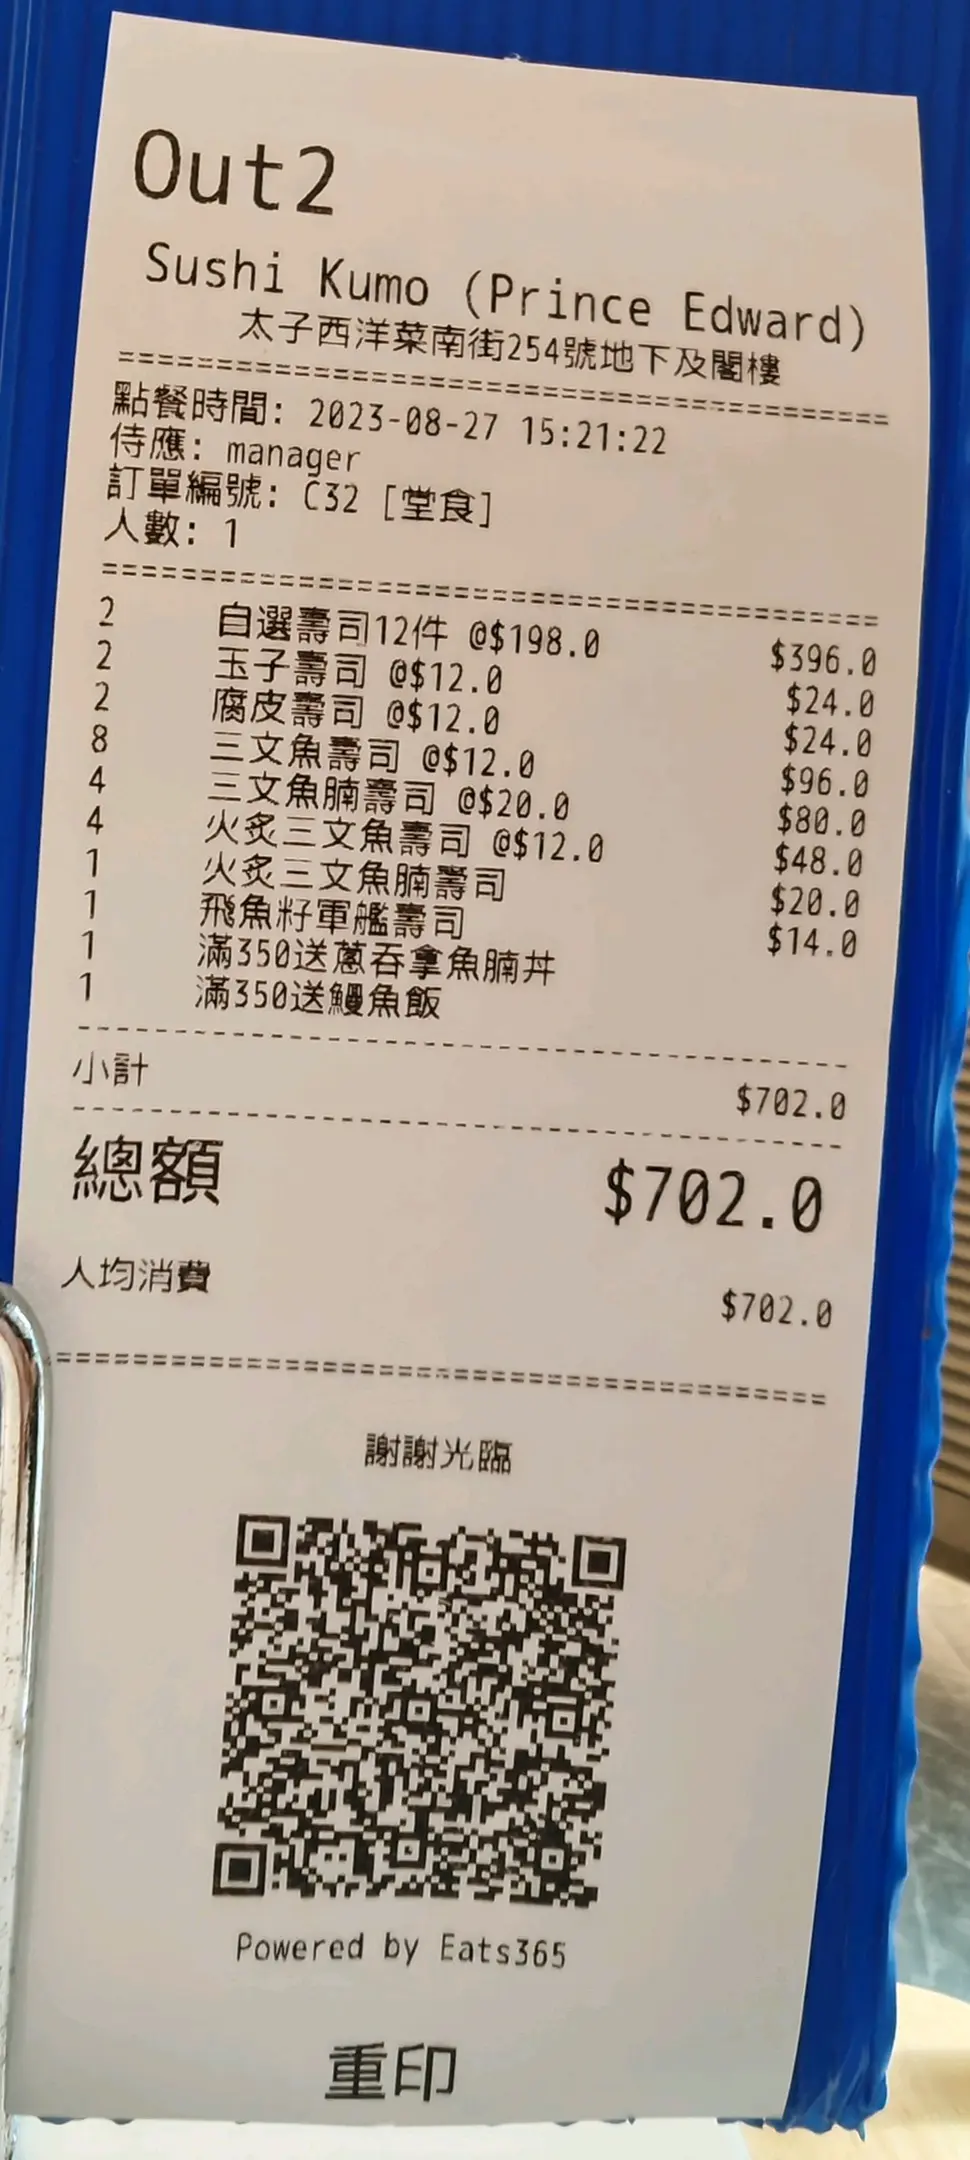 Out2
Sushi Kumo (Prince Edward)
太子西洋菜南街254號地下及閣樓
======================================
點餐時間: 2023-08-27 15:21:22
侍應: manager
訂單編號: C32 [堂食]
人數: 1
======================================
2 自選壽司12件 @$198.0 $396.0
2 玉子壽司 @$12.0 $24.0
2 腐皮壽司 @$12.0 $24.0
8 三文魚壽司 @$12.0 $96.0
4 三文魚腩壽司 @$20.0 $80.0
4 火炙三文魚壽司 @$12.0 $48.0
1 火炙三文魚腩壽司 $20.0
1 飛魚籽軍艦壽司 $14.0
1 滿350送蔥吞拿魚腩丼
1 滿350送鰻魚飯
--------------------------------------
小計 $702.0
--------------------------------------
總額 $702.0
人均消費 $702.0
======================================
謝謝光臨
Powered by Eats365
重印